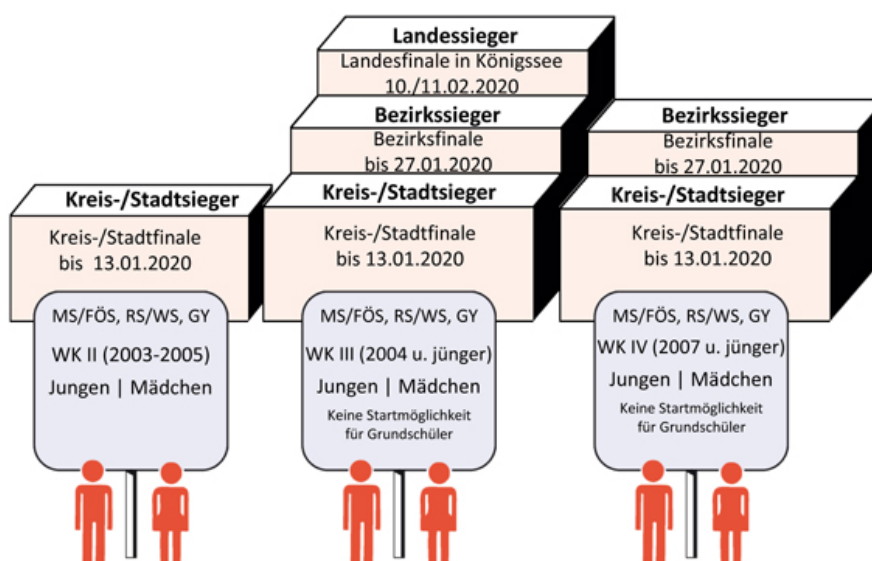 Landessieger
Landesfinale in Königssee
10./11.02.2020
Bezirkssieger
Bezirksfinale
bis 27.01.2020
Bezirkssieger
Bezirksfinale
bis 27.01.2020
Kreis-/Stadtsieger
Kreis-/Stadtfinale
bis 13.01.2020
Kreis-/Stadtsieger
Kreis-/Stadtfinale
bis 13.01.2020
Kreis-/Stadtsieger
Kreis-/Stadtfinale
bis 13.01.2020
MS/FÖS, RS/WS, GY
WK II (2003-2005)
Jungen | Mädchen
MS/FÖS, RS/WS, GY
WK III (2004 u. jünger)
Jungen | Mädchen
Keine Startmöglichkeit
für Grundschüler
MS/FÖS, RS/WS, GY
WK IV (2007 u. jünger)
Jungen | Mädchen
Keine Startmöglichkeit
für Grundschüler